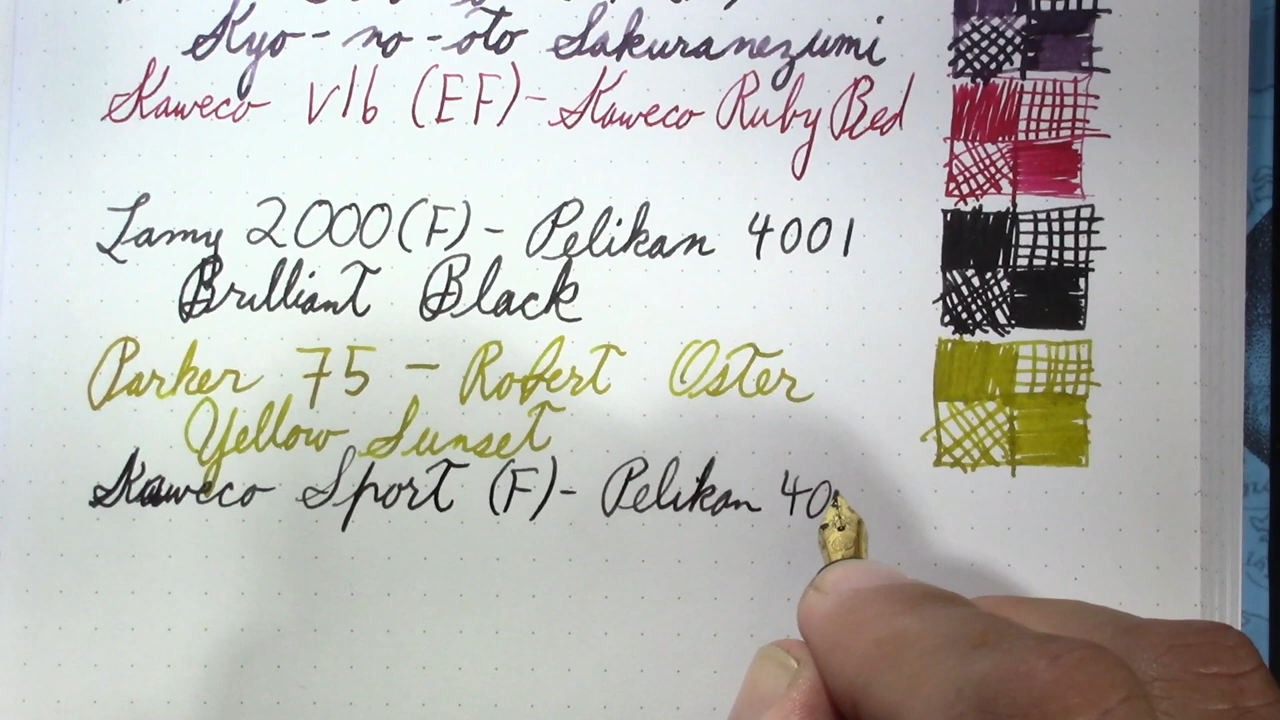 Kyo-no-oto Sakuranezumi
Kaweco V16 (EF)- Kaweco Ruby Red
Lamy 2000 (F) - Pelikan 4001
Brilliant Black
Parker 75 - Robert Oster
Yellow Sunset
Kaweco Sport (F)- Pelikan 40